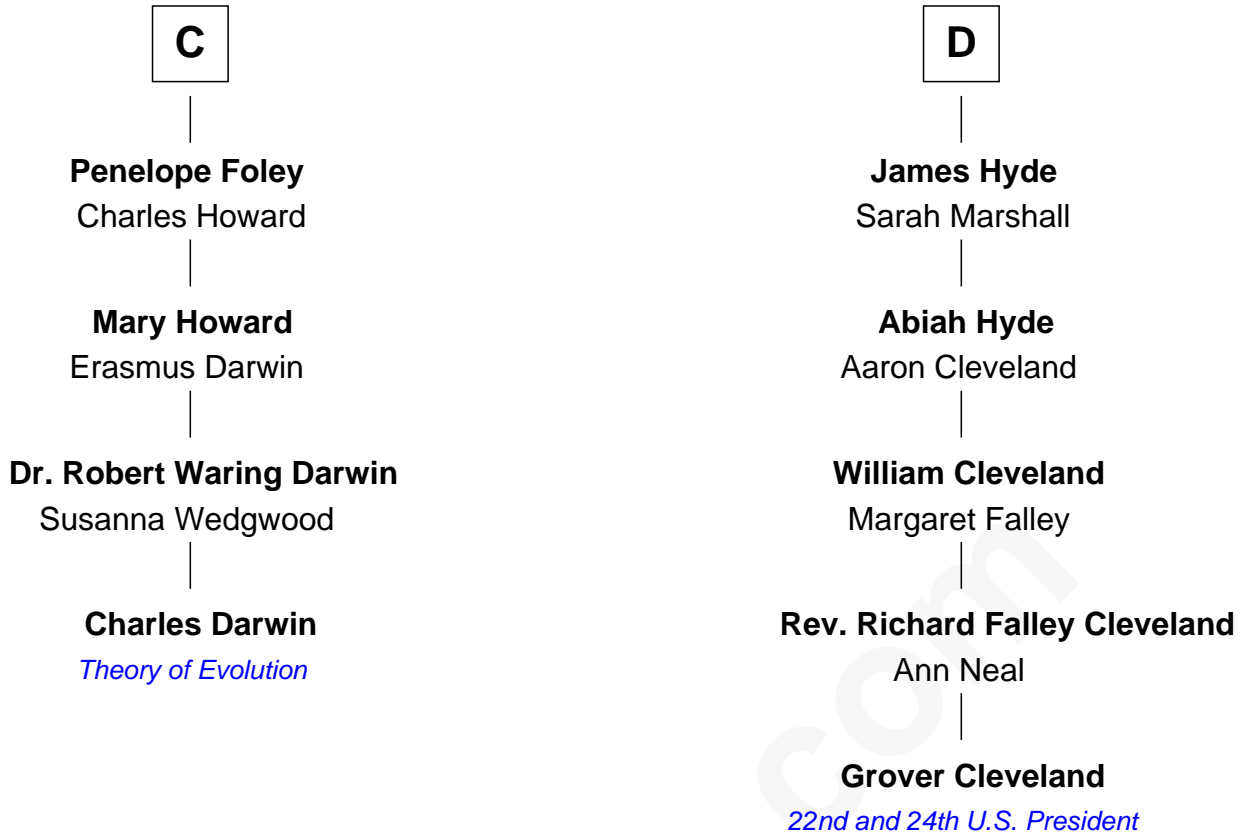 C
Penelope Foley
Charles Howard
Mary Howard
Erasmus Darwin
Dr. Robert Waring Darwin
Susanna Wedgwood
Charles Darwin
Theory of Evolution
D
James Hyde
Sarah Marshall
Abiah Hyde
Aaron Cleveland
William Cleveland
Margaret Falley
Rev. Richard Falley Cleveland
Ann Neal
Grover Cleveland
22nd and 24th U.S. President
com